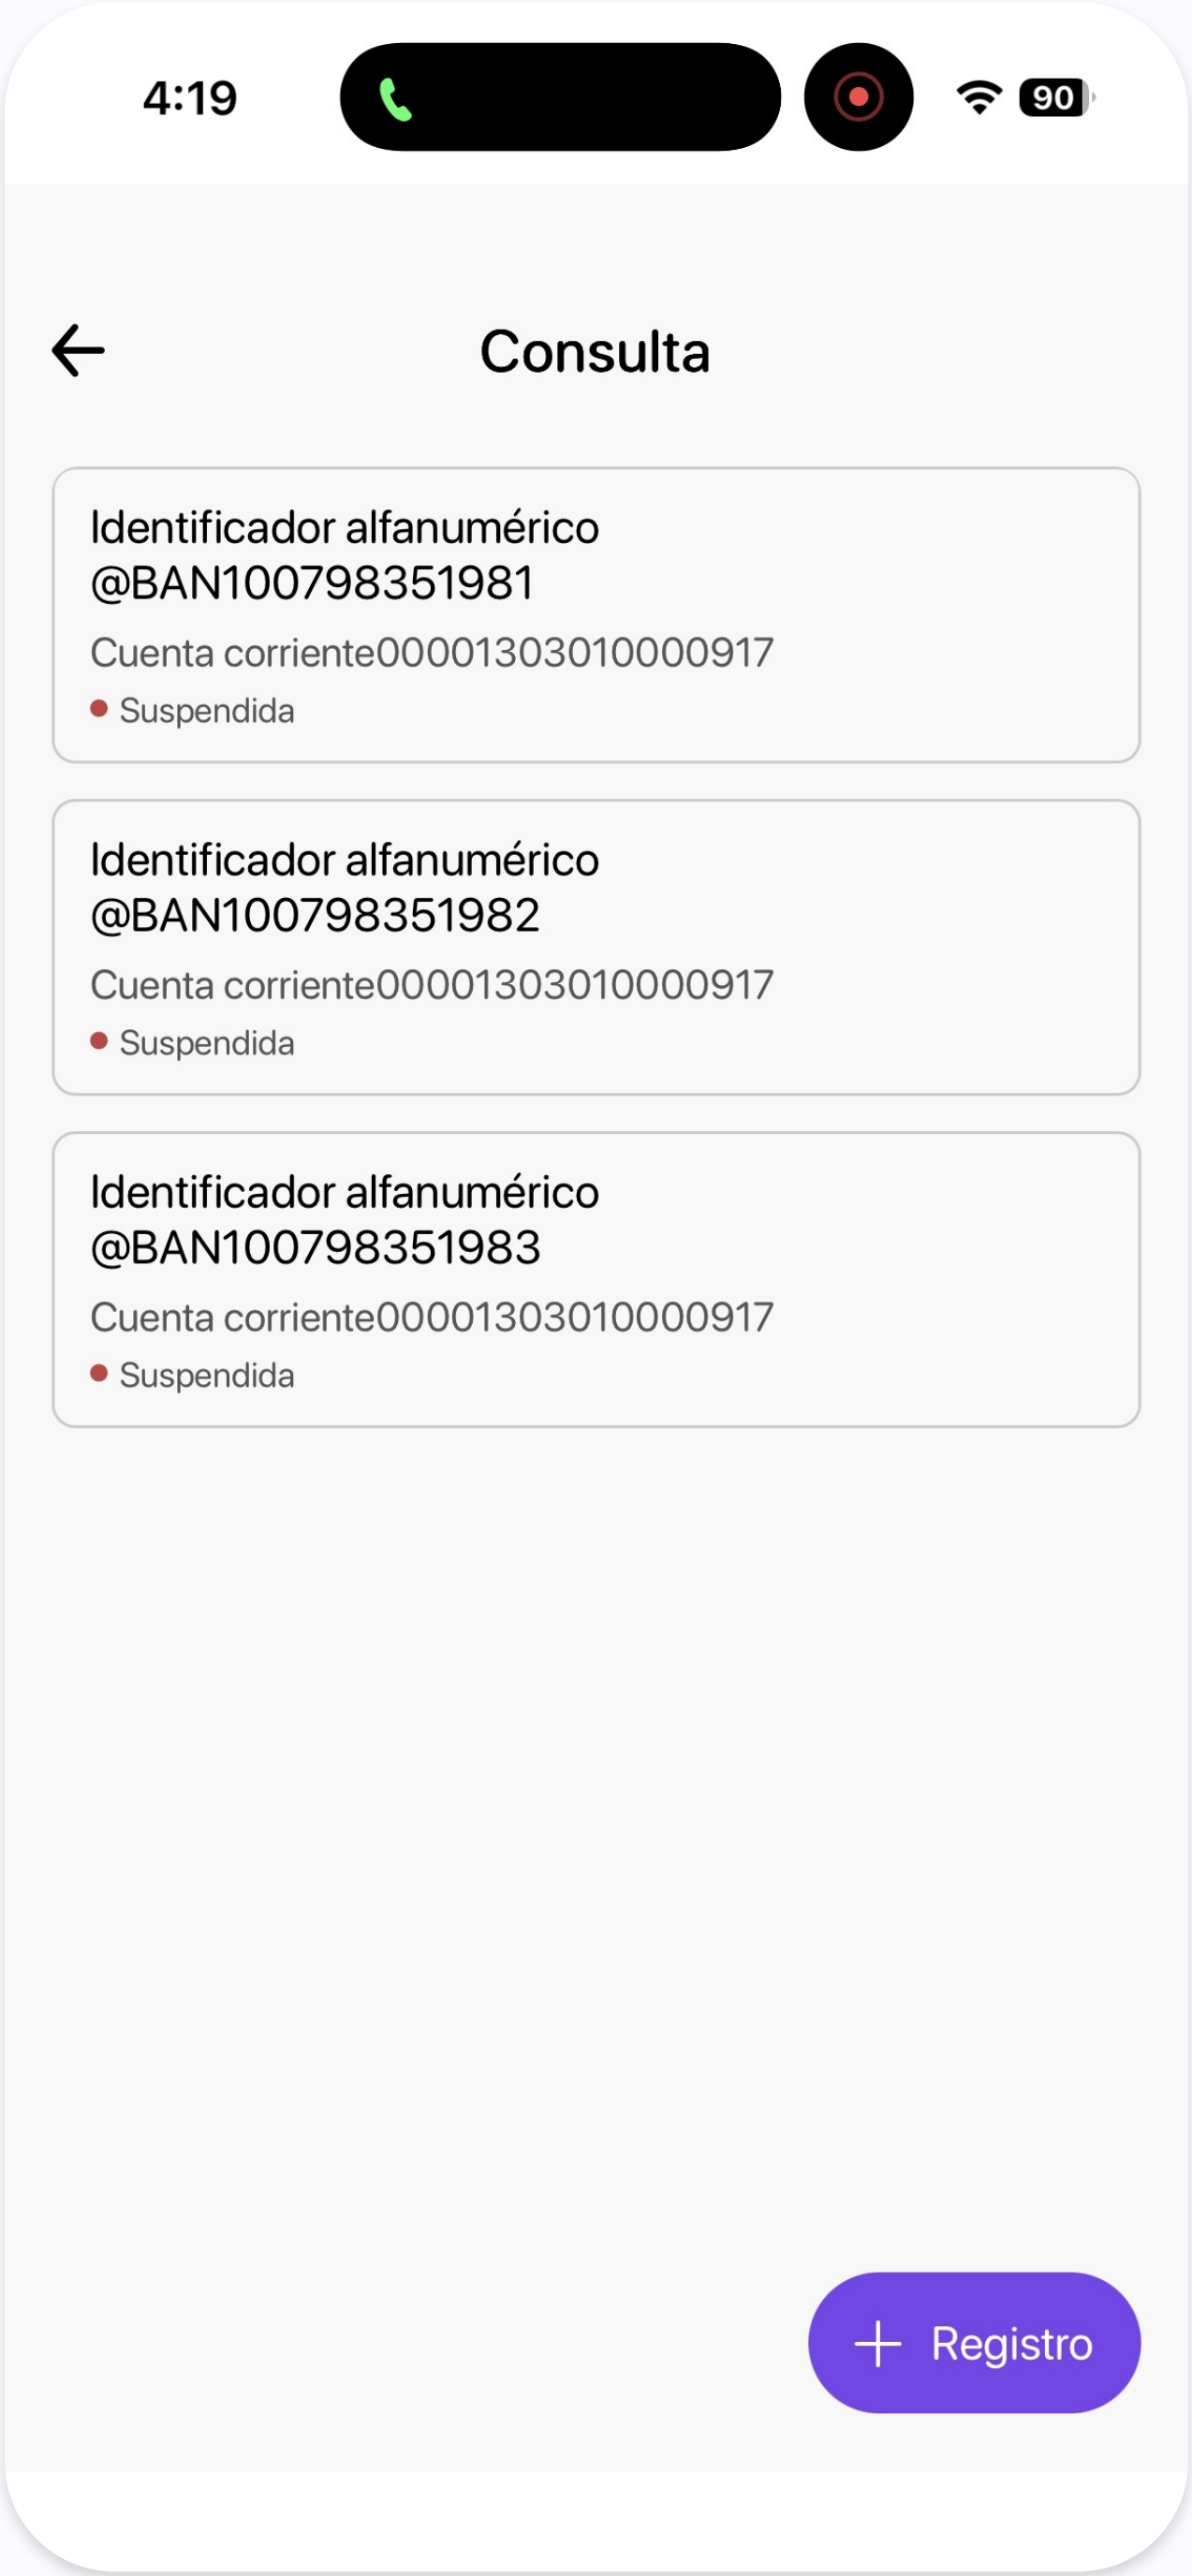 4:19
90
Consulta
Identificador alfanumérico
@BAN100798351981
Cuenta corriente00001303010000917
Suspendida
Identificador alfanumérico
@BAN100798351982
Cuenta corriente00001303010000917
Suspendida
Identificador alfanumérico
@BAN100798351983
Cuenta corriente00001303010000917
Suspendida
Registro